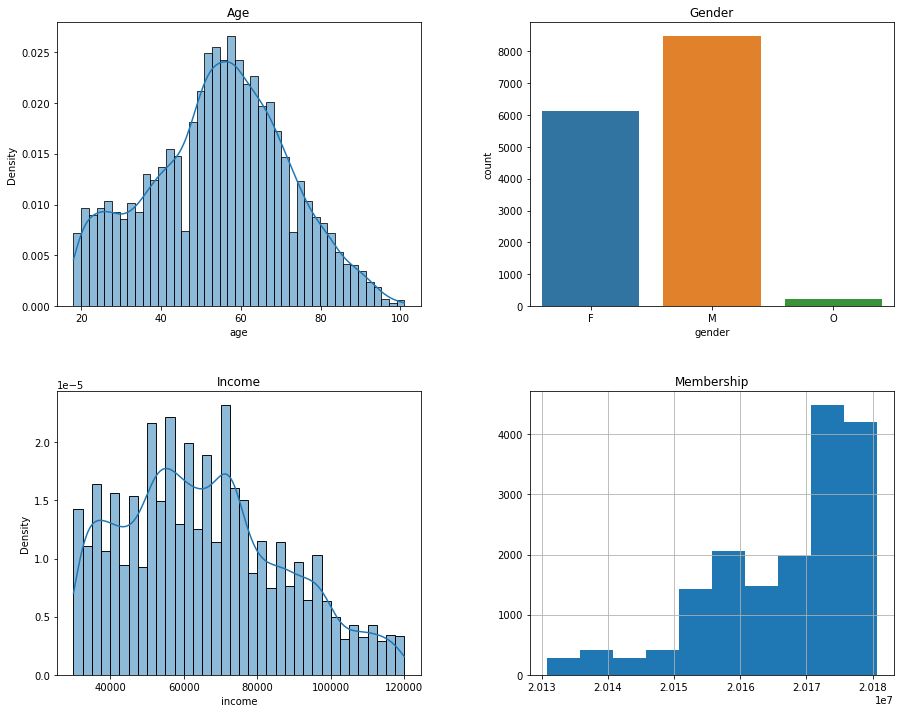 Age
Density
0.025
0.020
0.015
0.010
0.005
0.000
20 40 60 80 100
age
Gender
count
8000
7000
6000
5000
4000
3000
2000
1000
0
F M O
gender
Income
1e−5
Density
2.0
1.5
1.0
0.5
0.0
40000 60000 80000 100000 120000
income
Membership
4000
3000
2000
1000
0
2.013 2.014 2.015 2.016 2.017 2.018
1e7